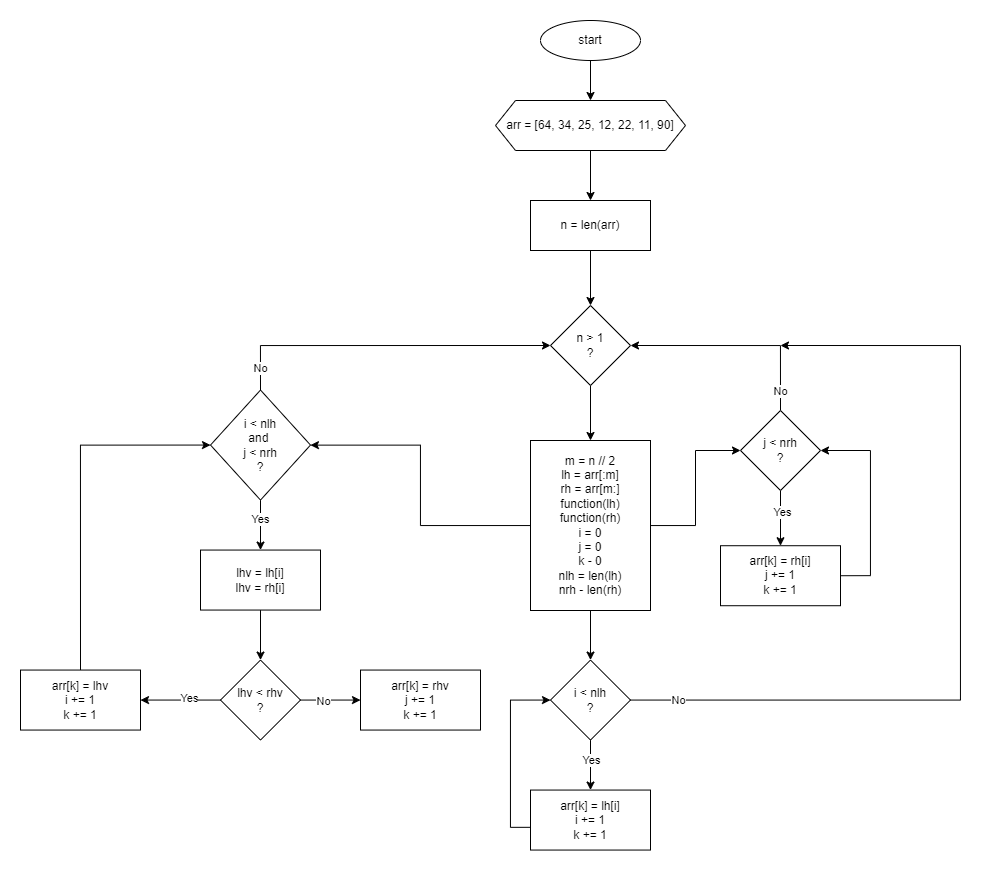 start
arr = [64, 34, 25, 12, 22, 11, 90]
n = len(arr)
n > 1
?
No
i < nlh
and
j < nrh
?
Yes
lhv = lh[i]
lhv = rh[i]
lhv < rhv
?
Yes
arr[k] = lhv
i += 1
k += 1
No
arr[k] = rhv
j += 1
k += 1
m = n // 2
lh = arr[:m]
rh = arr[m:]
function(lh)
function(rh)
i = 0
j = 0
k - 0
nlh = len(lh)
nrh - len(rh)
i < nlh
?
No
Yes
arr[k] = lh[i]
i += 1
k += 1
No
j < nrh
?
Yes
arr[k] = rh[i]
j += 1
k += 1